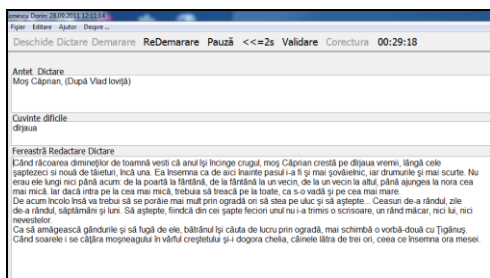 Ionescu Dorin: 28.09.2011 12:11:14
Fișier Editare Ajutor Despre ...
Deschide Dictare Demarare ReDemarare Pauză <<=2s Validare Corectura 00:29:18
Antet Dictare
Moș Căprian, (După Vlad Ioviță)
Cuvinte dificile
dîrjaua
Fereastră Redactare Dictare
Când răcoarea dimineților de toamnă vesti că anul își încinge crugul, moș Căprian crestă pe dîrjaua vremii, lângă cele
șaptezeci si nouă de tăieturi, încă una. Ea însemna ca de aici înainte pasul i-a fi și mai șovăielnic, iar drumurile și mai scurte. Nu
erau ele lungi nici până acum: de la poartă la fântână, de la fântână la un vecin, de la un vecin la altul, până ajungea la nora cea
mai mică. Iar dacă intra pe la cea mai mică, trebuia să treacă pe la toate, ca s-o vadă și pe cea mai mare.
De acum încolo însă va trebui să se poråie mai mult prin ogradă ori să stea pe uluc și să aștepte... Ceasuri de-a rândul, zile
de-a rândul, săptămâni și luni. Să aștepte, fiindcă din cei șapte feciori unul nu i-a trimis o scrisoare, un rând măcar, nici lui, nici
nevestelor.
Ca să amăgească gândurile și să fugă de ele, bătrânul își căuta de lucru prin ogradă, mai schimbă o vorbă-două cu Țigănuș.
Când soarele i se cățăra moșneagului în vârful creștetului și-i dogora chelia, câinele lătra de trei ori, ceea ce însemna ora mesei.